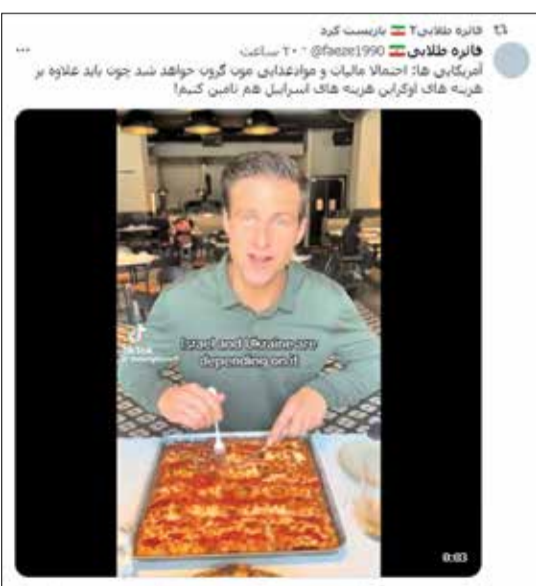 فائزه طلایی۲ 🇮🇷 بازپست کرد
فائزه طلایی🇮🇷 @faeze1990 · ۲۰ ساعت
آمریکایی ها: احتمالا مالیات و موادغذایی مون گرون خواهد شد چون باید علاوه بر
هزینه های اوکراین هزینه های اسرائیل هم تامین کنیم!
Israel and Ukraine are
depending on it
TikTok
0:03